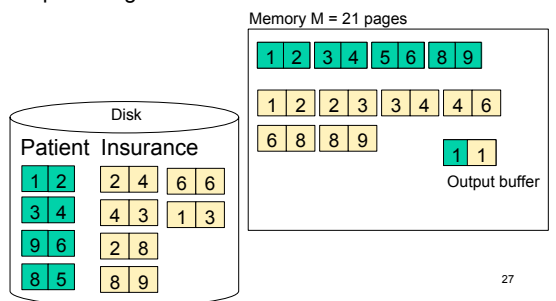 Memory M = 21 pages
1 2 3 4 5 6 8 9
1 2 2 3 3 4 4 6
6 8 8 9
1 1
Output buffer
Disk
Patient Insurance
1 2 2 4 6 6
3 4 4 3 1 3
9 6 2 8
8 5 8 9
27